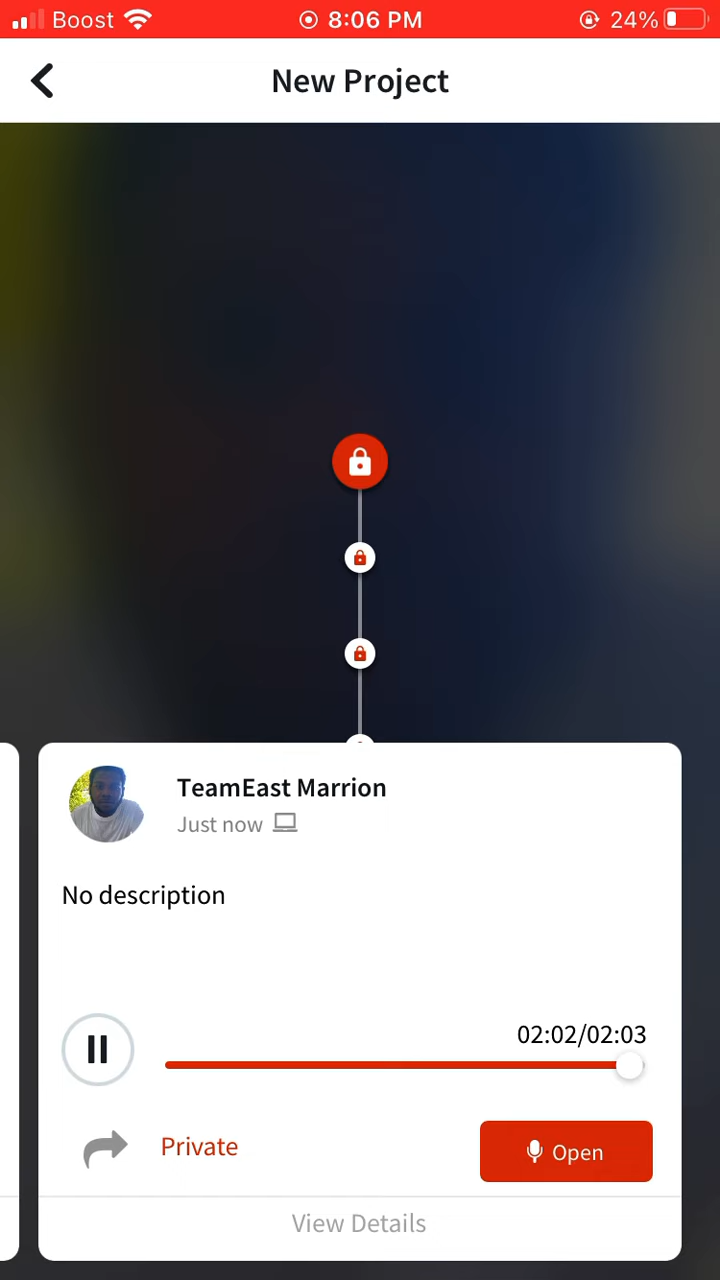 Boost 8:06 PM 24%
New Project
TeamEast Marrion
Just now
No description
02:02/02:03
Private
Open
View Details